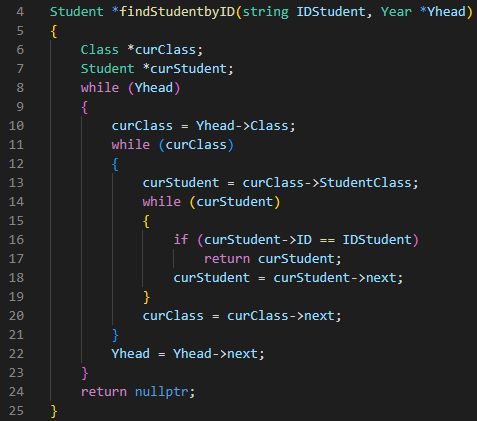 4 Student *findStudentbyID(string IDStudent, Year *Yhead)
5 {
6     Class *curClass;
7     Student *curStudent;
8     while (Yhead)
9     {
10         curClass = Yhead->Class;
11         while (curClass)
12         {
13             curStudent = curClass->StudentClass;
14             while (curStudent)
15             {
16                 if (curStudent->ID == IDStudent)
17                     return curStudent;
18                 curStudent = curStudent->next;
19             }
20             curClass = curClass->next;
21         }
22         Yhead = Yhead->next;
23     }
24     return nullptr;
25 }